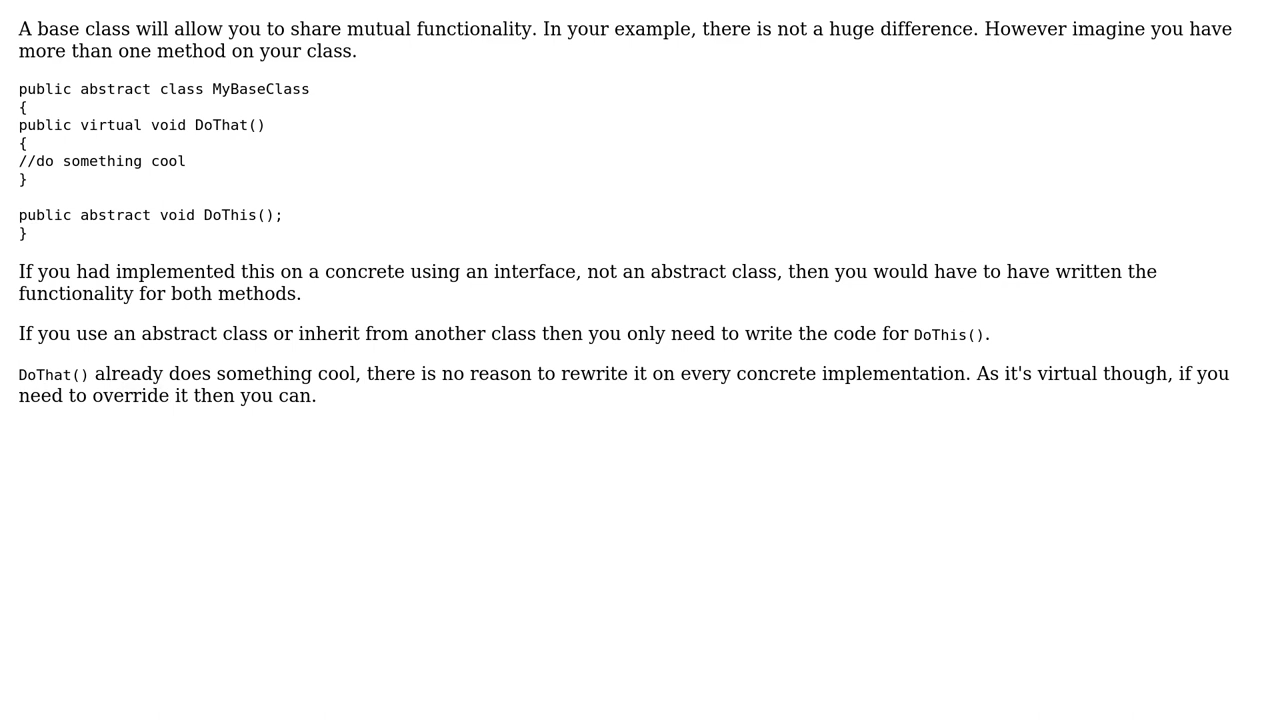 A base class will allow you to share mutual functionality. In your example, there is not a huge difference. However imagine you have
more than one method on your class.
public abstract class MyBaseClass
{
public virtual void DoThat()
{
//do something cool
}
public abstract void DoThis();
}
If you had implemented this on a concrete using an interface, not an abstract class, then you would have to have written the
functionality for both methods.
If you use an abstract class or inherit from another class then you only need to write the code for DoThis().
DoThat() already does something cool, there is no reason to rewrite it on every concrete implementation. As it's virtual though, if you
need to override it then you can.